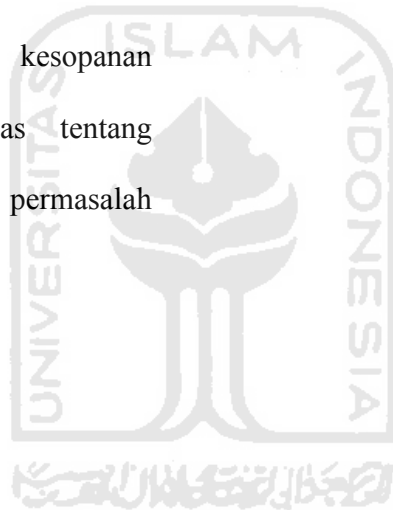 kesopanan
as tentang
permasalah
ISLAM
UNIVERSITAS
INDONESIA